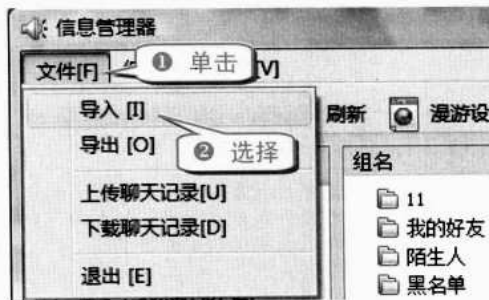 信息管理器
文件[F] ❶ 单击 [V]
导入 [I] 刷新 漫游设
导出 [O] ❷ 选择 组名
上传聊天记录[U] 11
下载聊天记录[D] 我的好友
陌生人
退出 [E] 黑名单